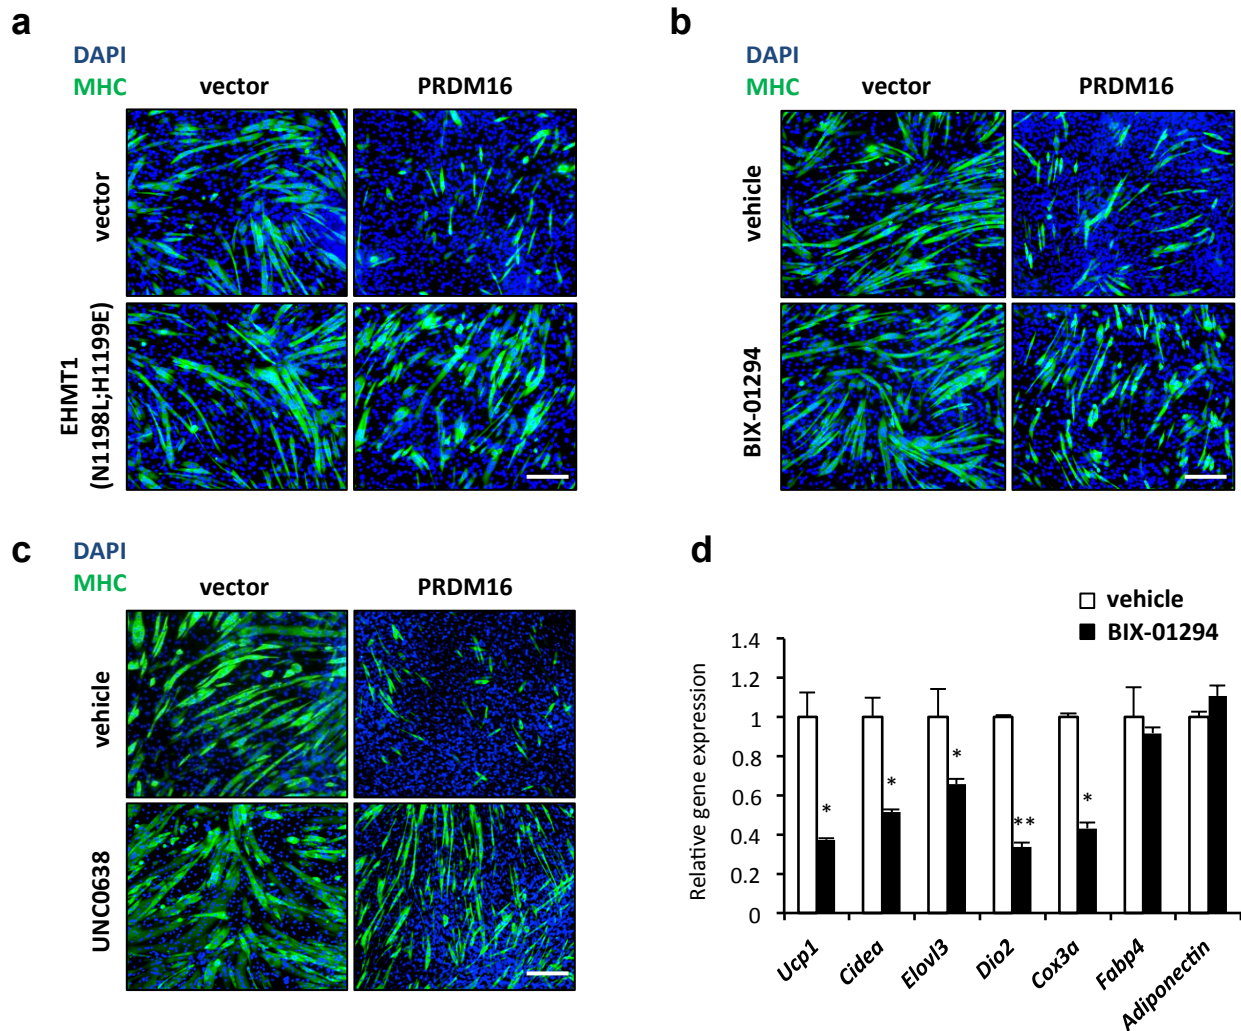 a
DAPI
MHC
vector
PRDM16
vector
EHMT1
(N1198L;H1199E)
b
DAPI
MHC
vector
PRDM16
vehicle
BIX-01294
c
DAPI
MHC
vector
PRDM16
vehicle
UNC0638
d
vehicle
BIX-01294
Relative gene expression
1.4
1.2
1
0.8
0.6
0.4
0.2
0
*
*
*
**
*
Ucp1
Cidea
Elovl3
Dio2
Cox3a
Fabp4
Adiponectin